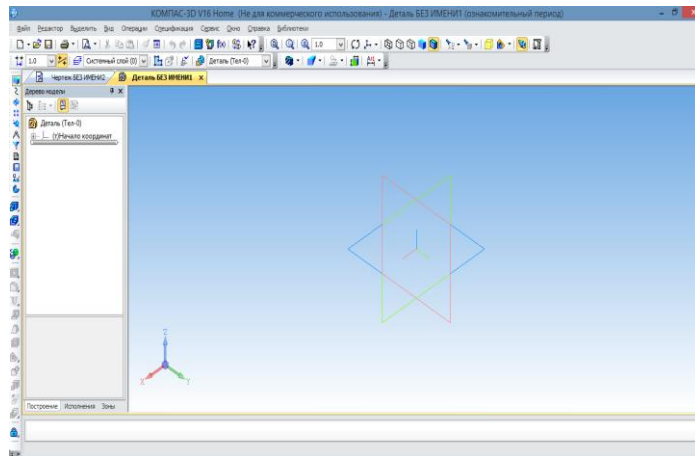 КОМПАС-3D V16 Home (Не для коммерческого использования) - Деталь БЕЗ ИМЕНИ1 (ознакомительный период)
Файл Редактор Выделить Вид Операции Спецификация Сервис Окно Справка Библиотеки
1.0
1.0 Системный слой (0) Деталь (Тел-0)
Чертеж БЕЗ ИМЕНИ2 Деталь БЕЗ ИМЕНИ1 x
Дерево модели
Деталь (Тел-0)
(т)Начало координат
Z
X Y
Построение Исполнения Зоны